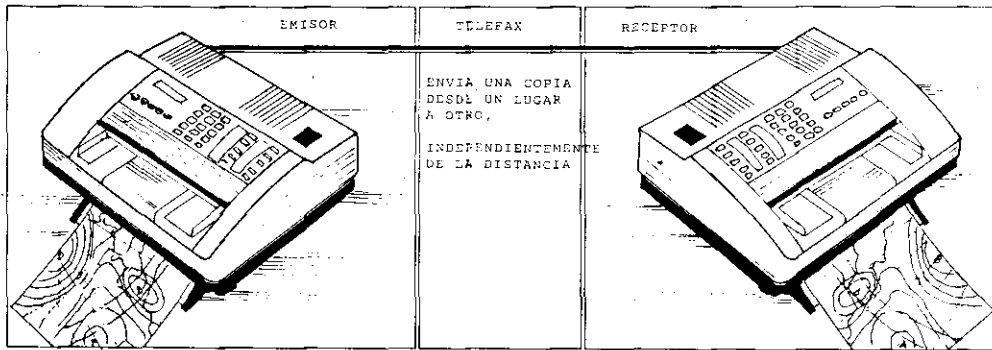 EMISOR
TELEFAX
RECEPTOR
ENVIA UNA COPIA
DESDE UN LUGAR
A OTRO,
INDEPENDIENTEMENTE
DE LA DISTANCIA